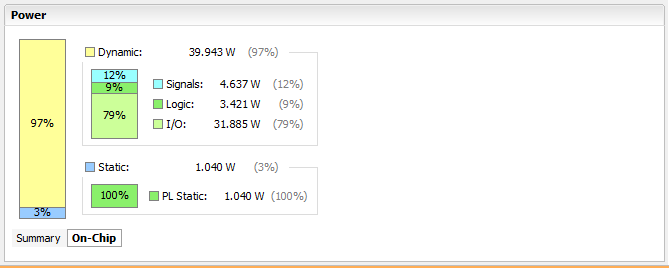 Power
Dynamic: 39.943 W (97%)
97%
12%
9%
79%
Signals: 4.637 W (12%)
Logic: 3.421 W (9%)
I/O: 31.885 W (79%)
Static: 1.040 W (3%)
3%
100%
PL Static: 1.040 W (100%)
Summary On-Chip